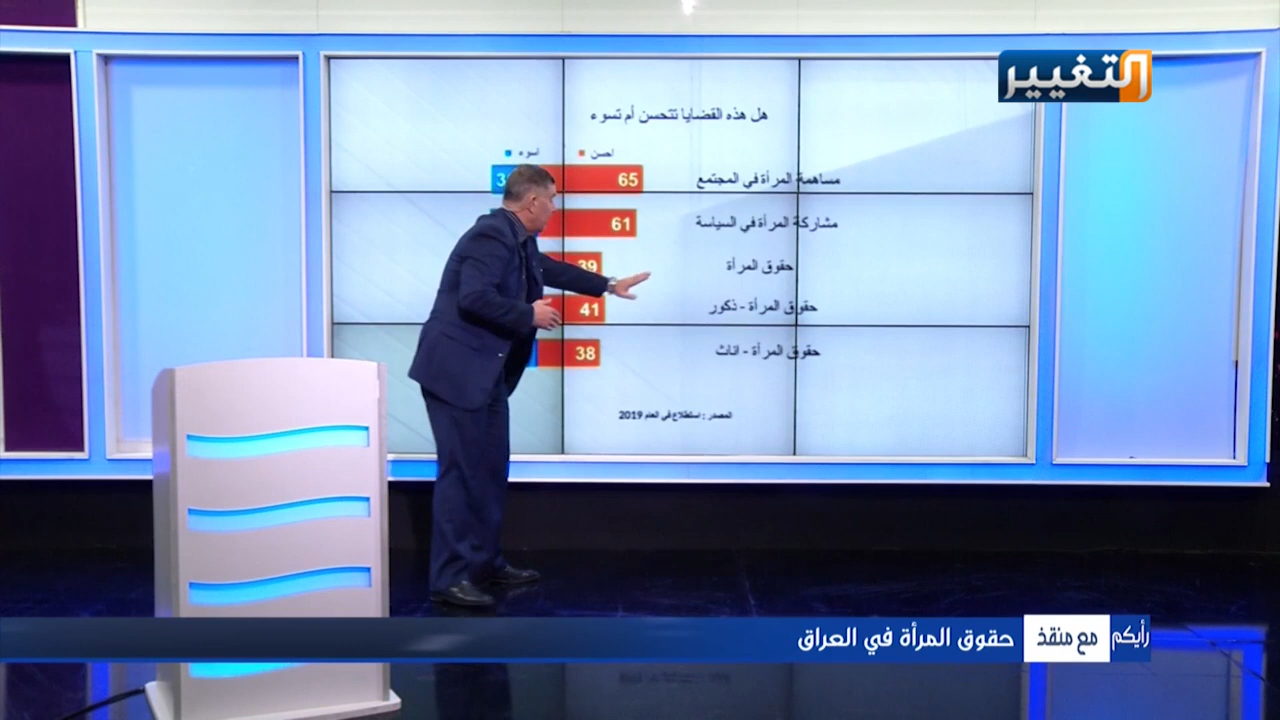 التغيير
هل هذه القضايا تتحسن أم تسوء
احسن
اسوء
مساهمة المرأة في المجتمع
65
مشاركة المرأة في السياسة
61
حقوق المرأة
39
حقوق المرأة - ذكور
41
حقوق المرأة - اناث
38
المصدر : استطلاع في العام 2019
رأيكم مع منقذ
حقوق المرأة في العراق